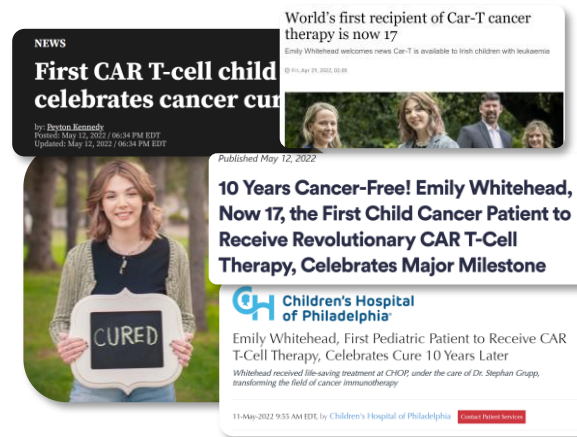 NEWS
First CAR T-cell child
celebrates cancer cur
by: Peyton Kennedy
Posted: May 12, 2022 / 06:34 PM EDT
Updated: May 12, 2022 / 06:34 PM EDT
World's first recipient of Car-T cancer
therapy is now 17
Emily Whitehead welcomes news Car-T is available to Irish children with leukaemia
Fri, Apr 29, 2022, 02:00
Published May 12, 2022
10 Years Cancer-Free! Emily Whitehead,
Now 17, the First Child Cancer Patient to
Receive Revolutionary CAR T-Cell
Therapy, Celebrates Major Milestone
CURED
CH Children's Hospital
of Philadelphia
Emily Whitehead, First Pediatric Patient to Receive CAR
T-Cell Therapy, Celebrates Cure 10 Years Later
Whitehead received life-saving treatment at CHOP, under the care of Dr. Stephan Grupp,
transforming the field of cancer immunotherapy
11-May-2022 9:55 AM EDT, by Children's Hospital of Philadelphia Contact Patient Services